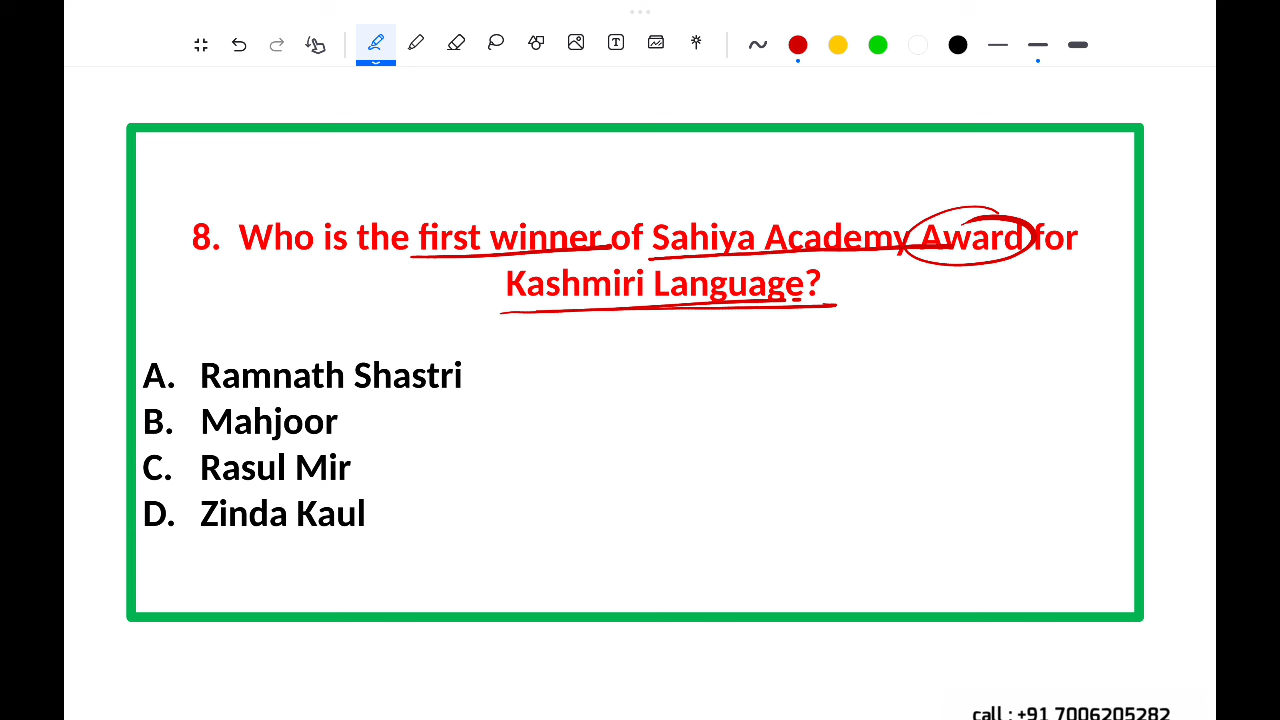 8. Who is the first winner of Sahiya Academy Award for
Kashmiri Language?
A. Ramnath Shastri
B. Mahjoor
C. Rasul Mir
D. Zinda Kaul
call : +91 7006205282